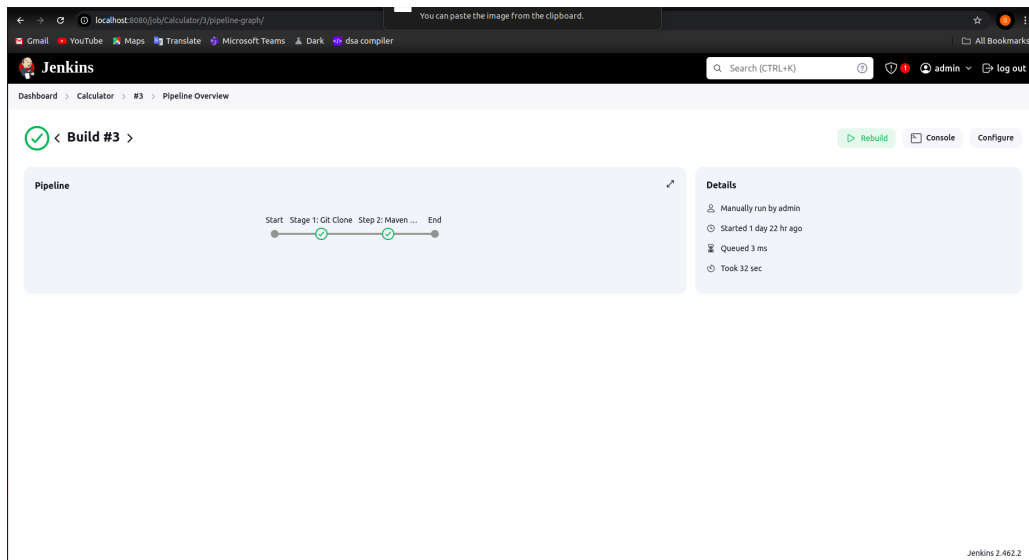 localhost:8080/job/Calculator/3/pipeline-graph/
You can paste the image from the clipboard.
G
Gmail YouTube Maps Translate Microsoft Teams Dark dsa compiler All Bookmarks
Jenkins Search (CTRL+K) ? 1 admin log out
Dashboard > Calculator > #3 > Pipeline Overview
Build #3
Rebuild Console Configure
Pipeline
Start Stage 1: Git Clone Step 2: Maven ... End
Details
Manually run by admin
Started 1 day 22 hr ago
Queued 3 ms
Took 32 sec
Jenkins 2.462.2